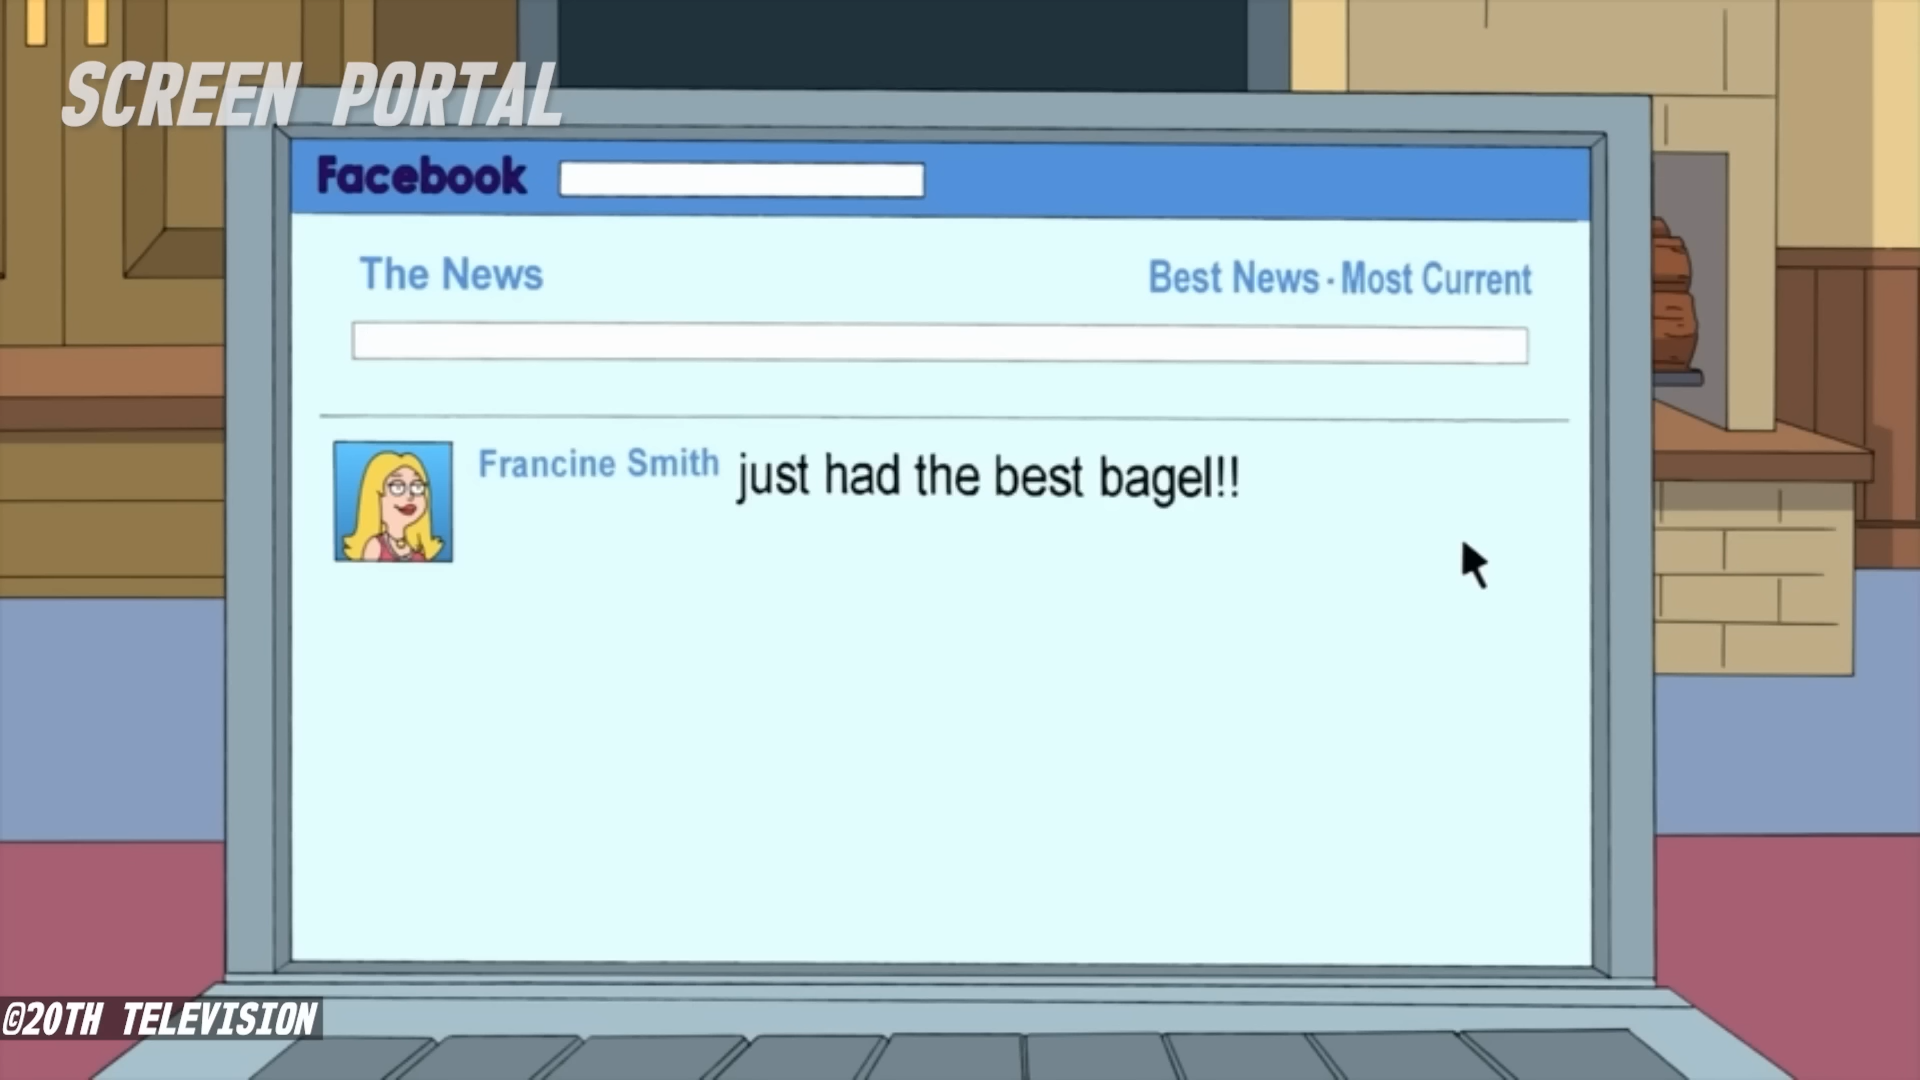 SCREEN PORTAL
Facebook
The News
Best News · Most Current
Francine Smith just had the best bagel!!
©20TH TELEVISION